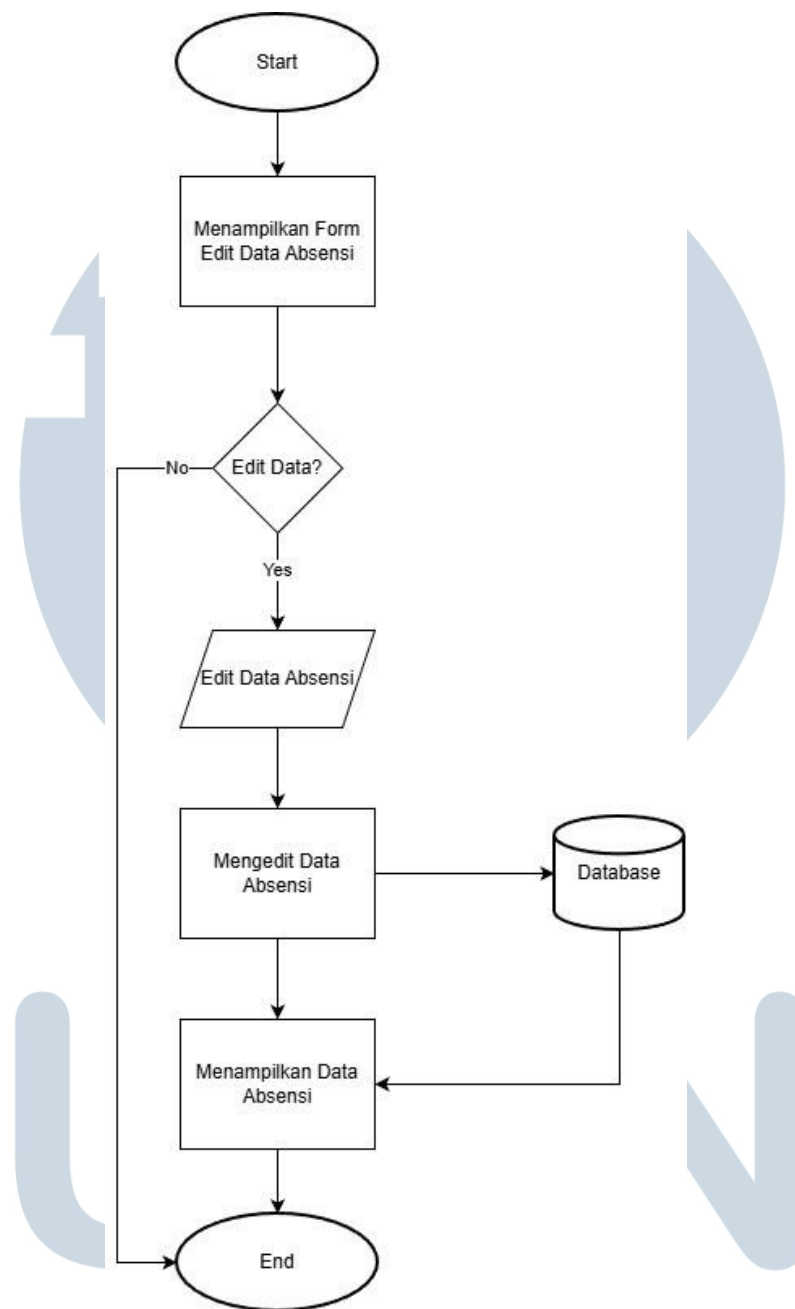 Start
Menampilkan Form
Edit Data Absensi
Edit Data?
No
Yes
Edit Data Absensi
Mengedit Data
Absensi
Database
Menampilkan Data
Absensi
End